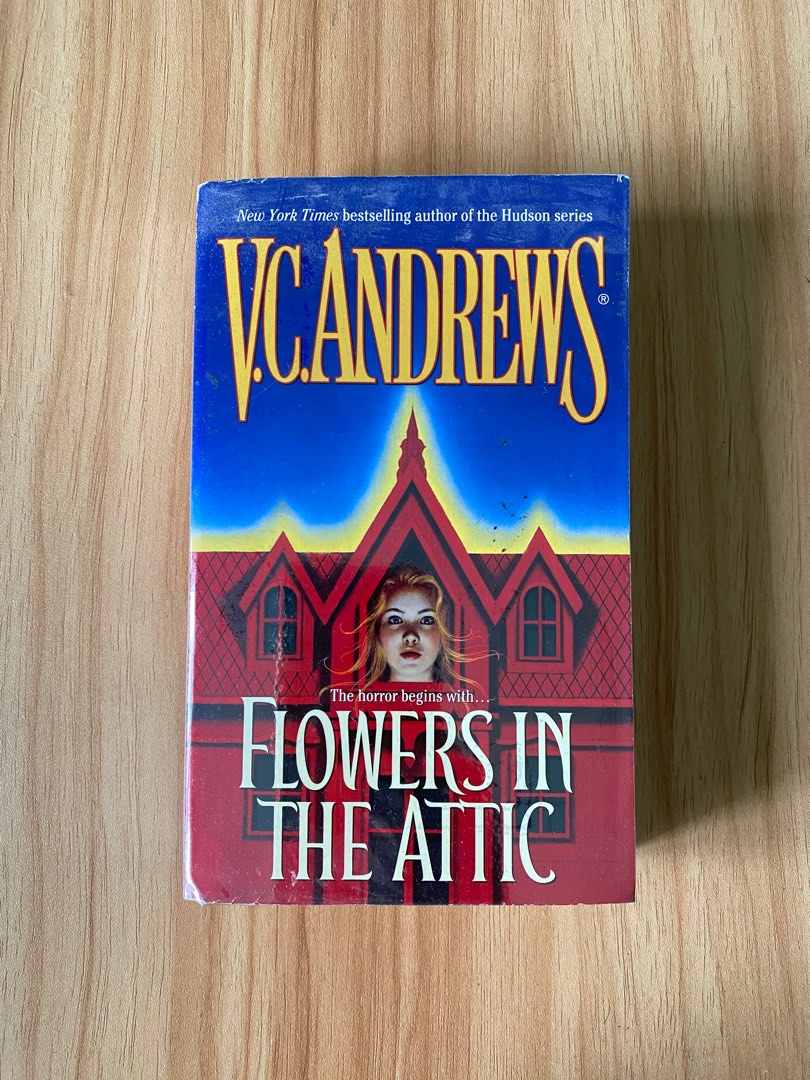 New York Times bestselling author of the Hudson series
V.C. ANDREWS®
The horror begins with...
FLOWERS IN
THE ATTIC